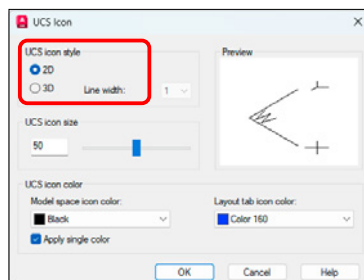 UCS Icon
UCS icon style
2D
3D Line width: 1
Preview
UCS icon size
50
UCS icon color
Model space icon color: Layout tab icon color:
Black Color 160
Apply single color
OK Cancel Help